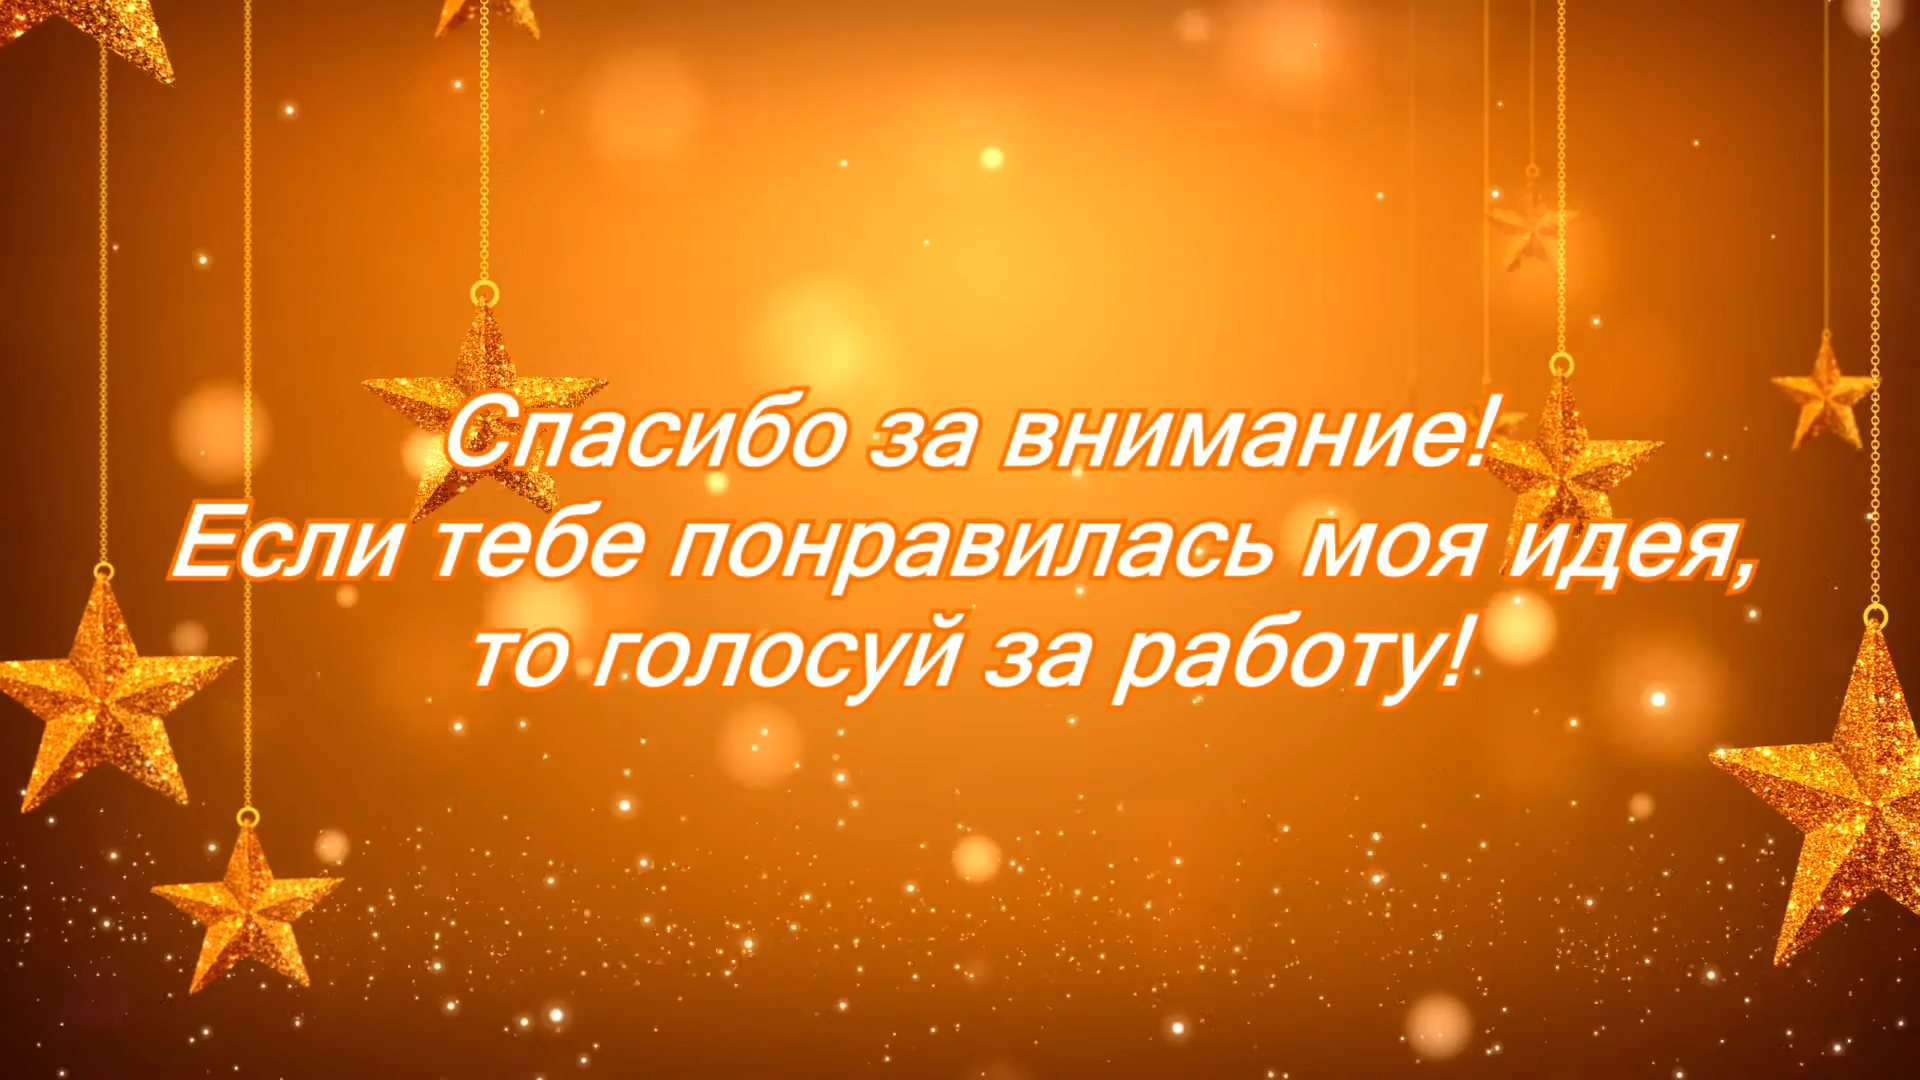 Спасибо за внимание!
Если тебе понравилась моя идея,
то голосуй за работу!